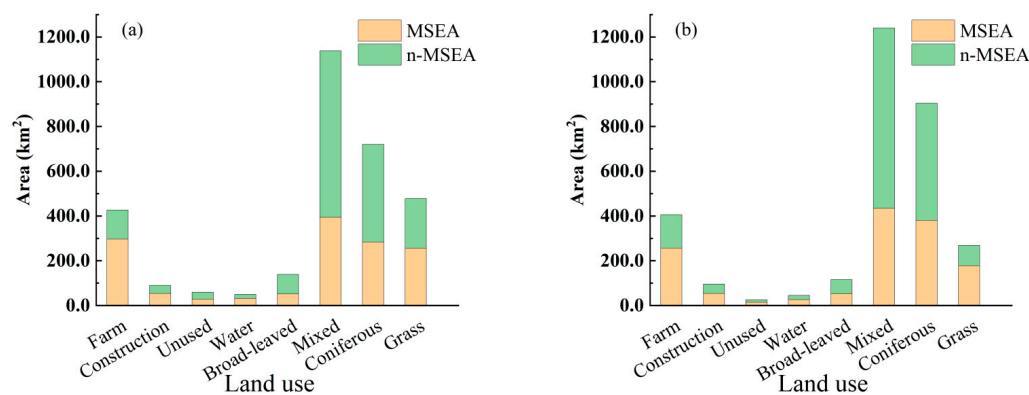 (a)
MSEA
n-MSEA
1200.0
1000.0
800.0
600.0
400.0
200.0
0.0
Area (km²)
Farm
Construction
Unused
Water
Broad-leaved
Mixed
Coniferous
Grass
Land use
(b)
MSEA
n-MSEA
1200.0
1000.0
800.0
600.0
400.0
200.0
0.0
Area (km²)
Farm
Construction
Unused
Water
Broad-leaved
Mixed
Coniferous
Grass
Land use